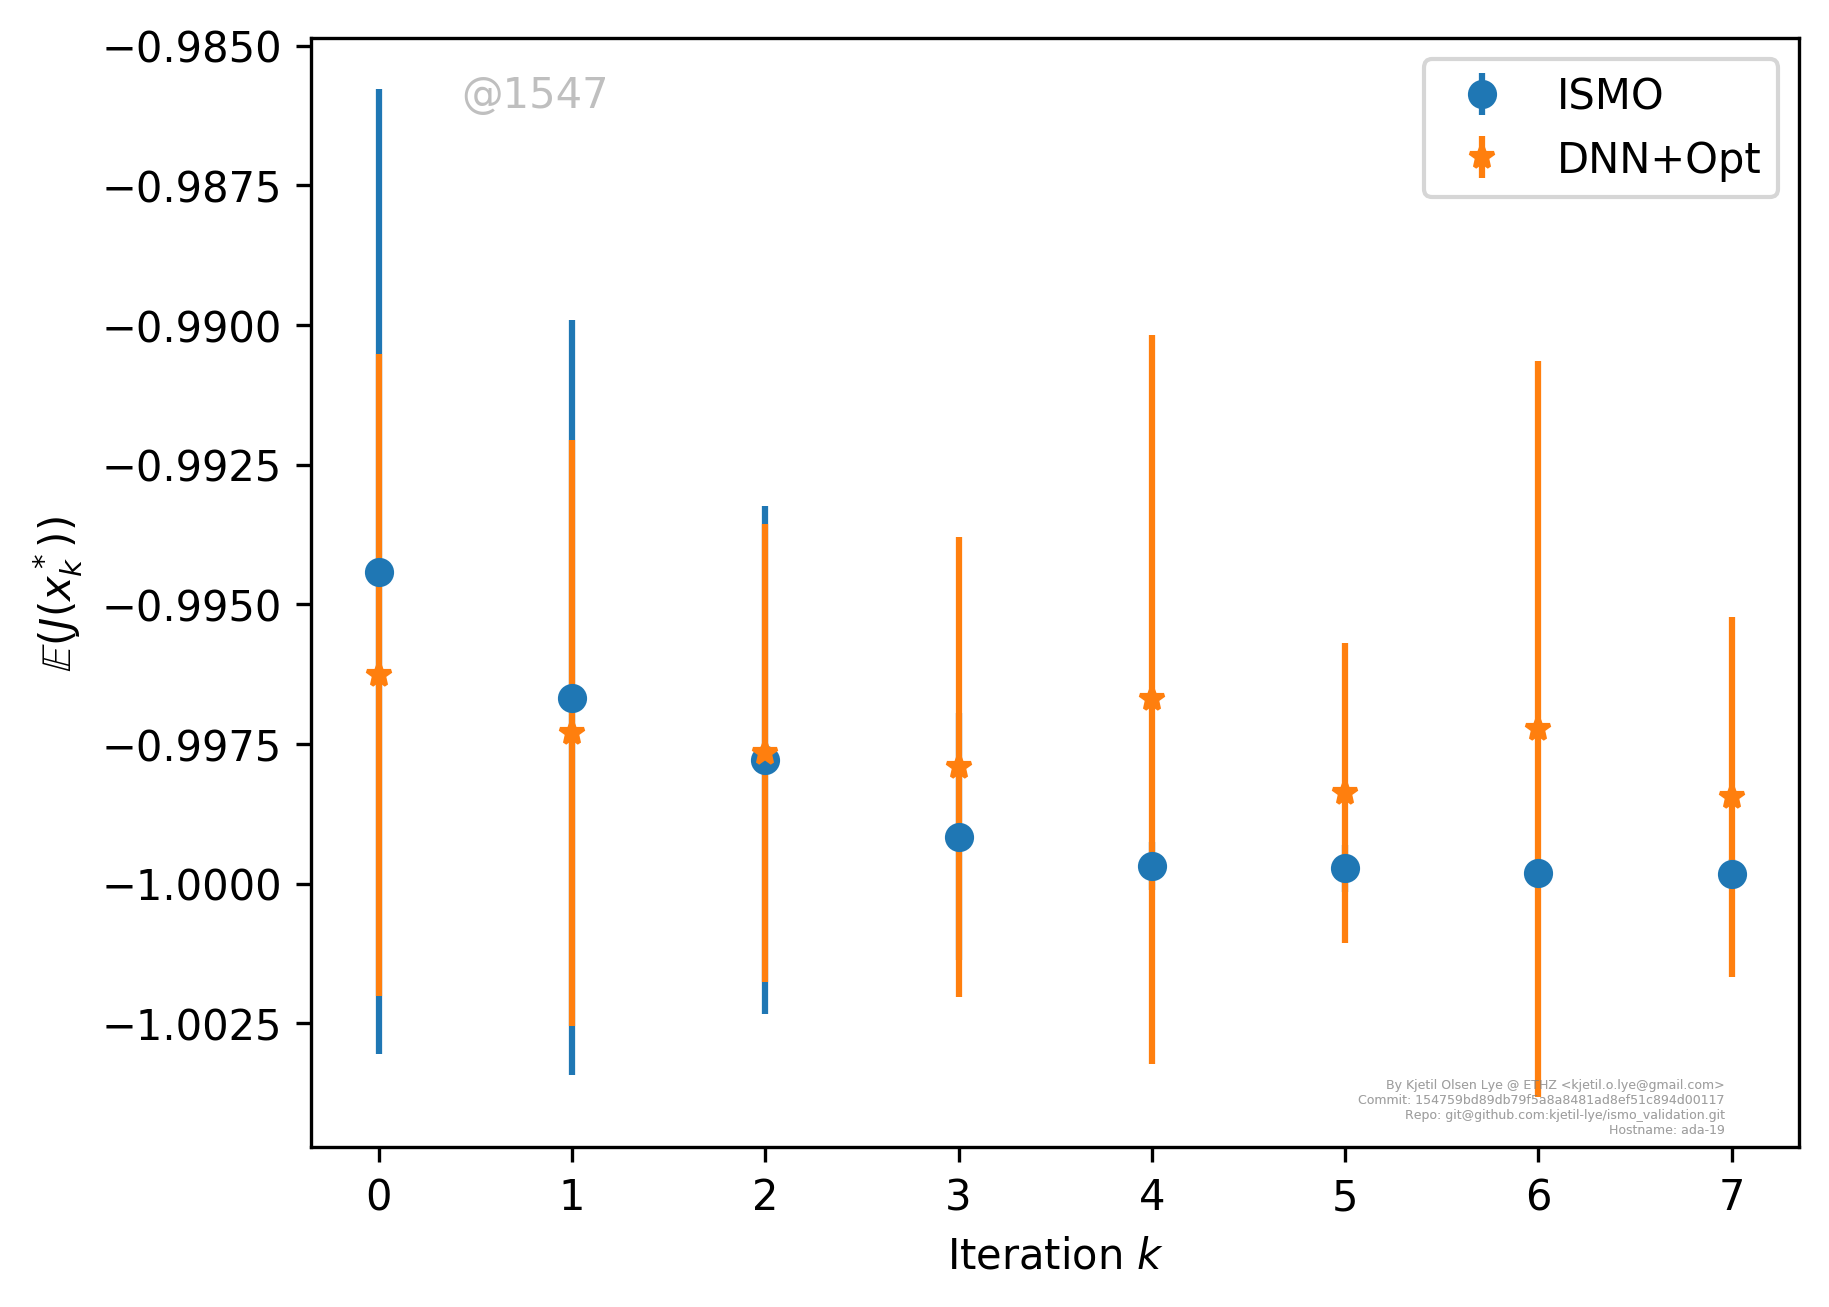 @1547
ISMO
DNN+Opt
−0.9850
−0.9875
−0.9900
−0.9925
−0.9950
−0.9975
−1.0000
−1.0025
𝔼(J(x*k))
0 1 2 3 4 5 6 7
Iteration k
By Kjetil Olsen Lye @ ETHZ <kjetil.o.lye@gmail.com>
Commit: 154759bd89db79f5a8a8481ad8ef51c894d00117
Repo: git@github.com:kjetil-lye/ismo_validation.git
Hostname: ada-19